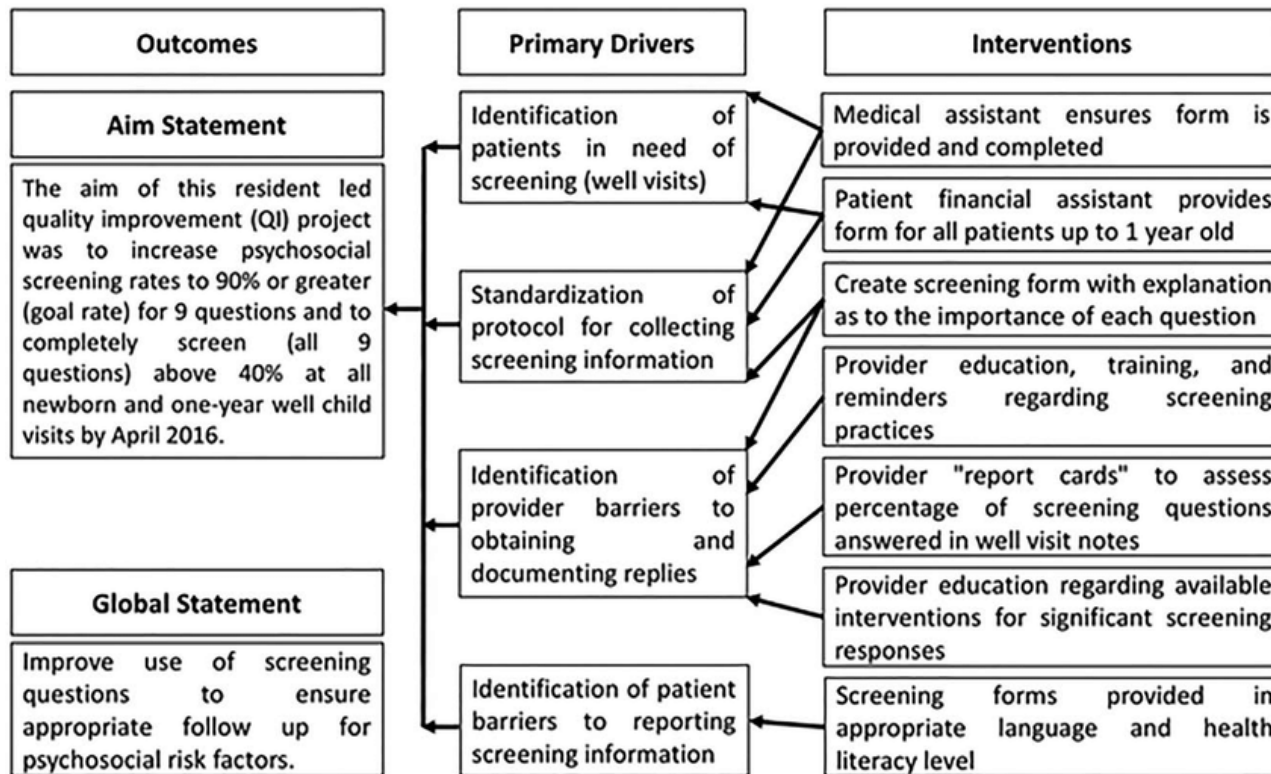 Outcomes
Aim Statement
The aim of this resident led
quality improvement (QI) project
was to increase psychosocial
screening rates to 90% or greater
(goal rate) for 9 questions and to
completely screen (all 9
questions) above 40% at all
newborn and one-year well child
visits by April 2016.
Global Statement
Improve use of screening
questions to ensure
appropriate follow up for
psychosocial risk factors.
Primary Drivers
Identification of
patients in need of
screening (well visits)
Standardization of
protocol for collecting
screening information
Identification of
provider barriers to
obtaining and
documenting replies
Identification of patient
barriers to reporting
screening information
Interventions
Medical assistant ensures form is
provided and completed
Patient financial assistant provides
form for all patients up to 1 year old
Create screening form with explanation
as to the importance of each question
Provider education, training, and
reminders regarding screening
practices
Provider "report cards" to assess
percentage of screening questions
answered in well visit notes
Provider education regarding available
interventions for significant screening
responses
Screening forms provided in
appropriate language and health
literacy level